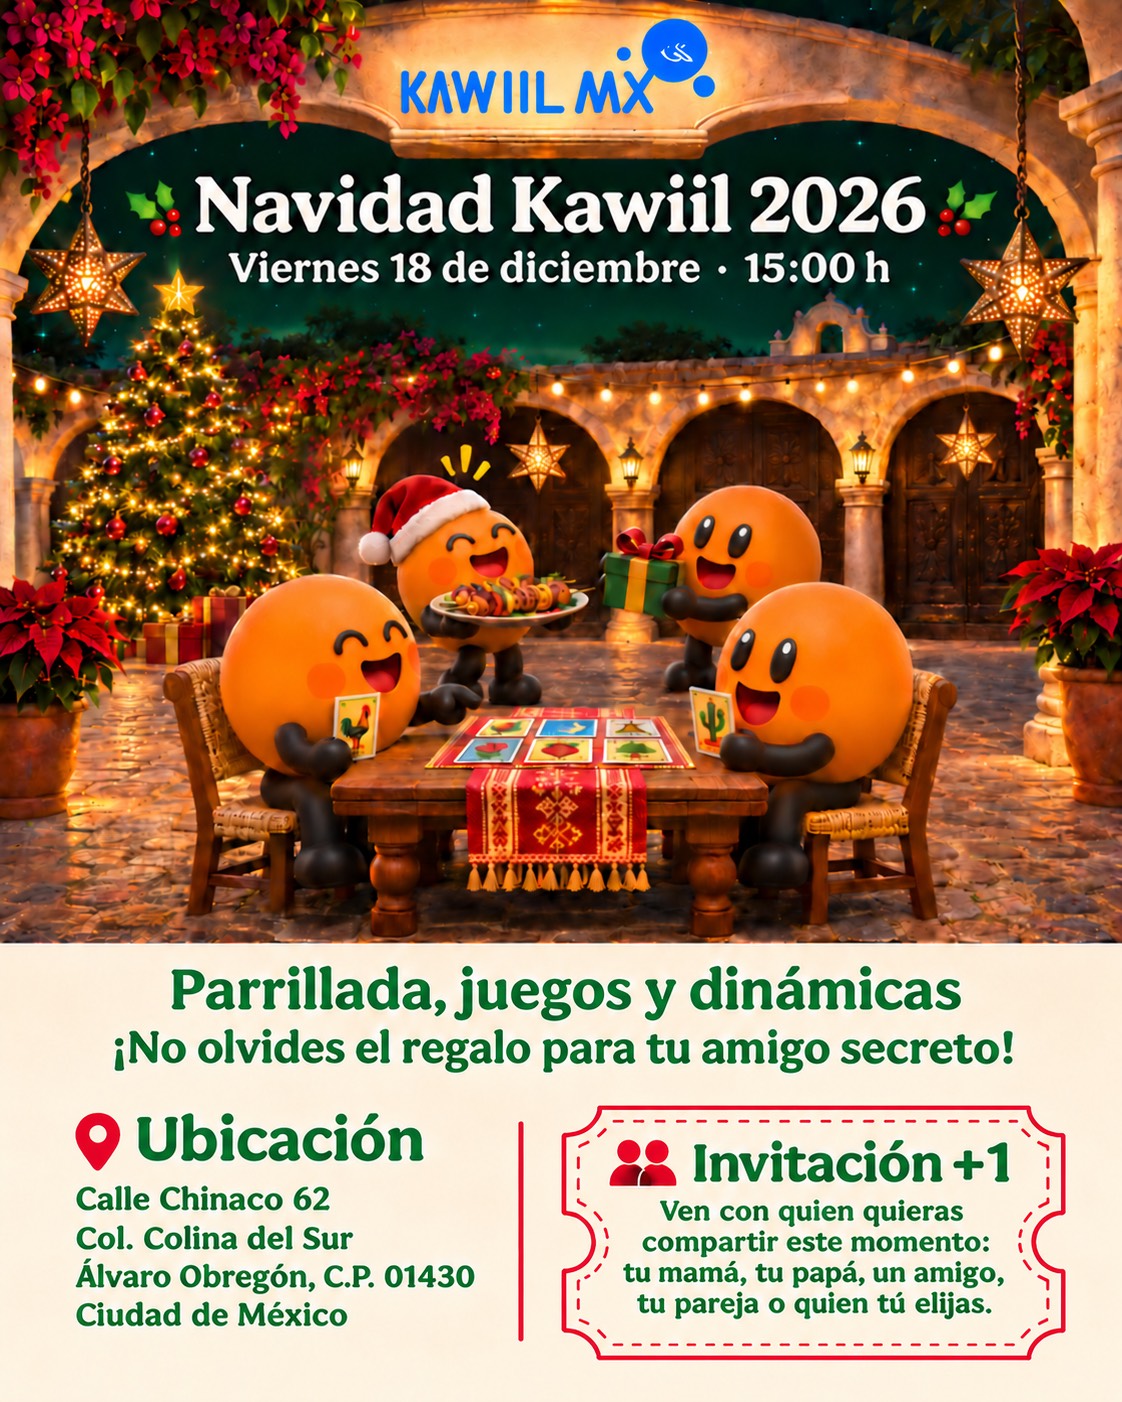 KAWIIL MX
Navidad Kawiil 2026
Viernes 18 de diciembre • 15:00 h
Parrillada, juegos y dinámicas
¡No olvides el regalo para tu amigo secreto!
Ubicación
Calle Chinaco 62
Col. Colina del Sur
Álvaro Obregón, C.P. 01430
Ciudad de México
Invitación +1
Ven con quien quieras
compartir este momento:
tu mamá, tu papá, un amigo,
tu pareja o quien tú elijas.